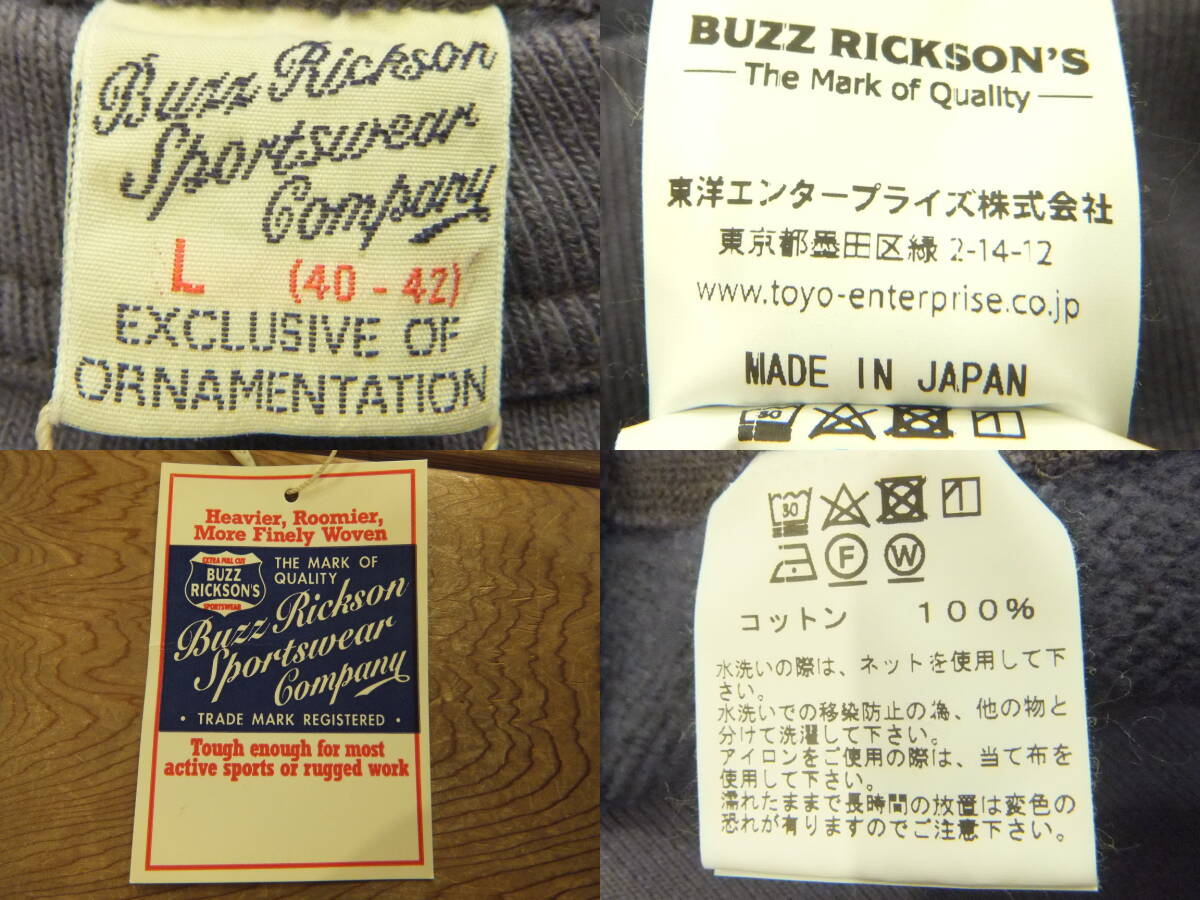 Buzz Rickson
Sportswear
Company
L (40 - 42)
EXCLUSIVE OF
ORNAMENTATION
BUZZ RICKSON'S
The Mark of Quality
東洋エンタープライズ株式会社
東京都墨田区緑 2-14-12
www.toyo-enterprise.co.jp
MADE IN JAPAN
30
Heavier, Roomier,
More Finely Woven
EXTRA FULL CUT
BUZZ
RICKSON'S
SPORTSWEAR
THE MARK OF
QUALITY
Buzz Rickson
Sportswear
Company
• TRADE MARK REGISTERED •
Tough enough for most
active sports or rugged work
30
F W
コットン 100%
水洗いの際は、ネットを使用して下
さい。
水洗いでの移染防止の為、他の物と
分けて洗濯して下さい。
アイロンをご使用の際は、当て布を
使用して下さい。
濡れたままで長時間の放置は変色の
恐れが有りますのでご注意下さい。